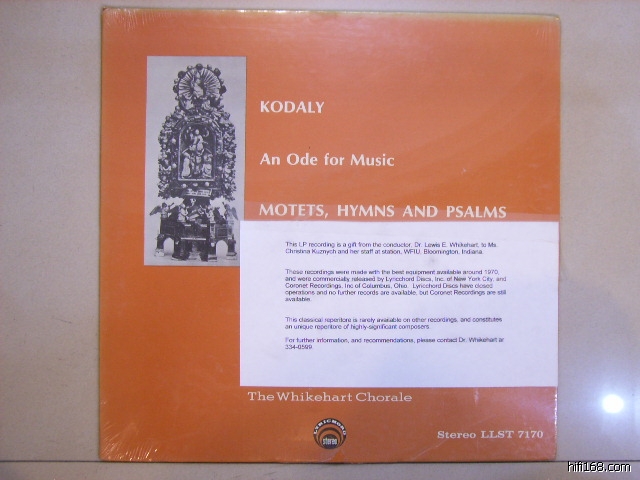 KODALY
An Ode for Music
MOTETS, HYMNS AND PSALMS
This LP recording is a gift from the conductor, Dr. Lewis E. Whikehart, to Ms.
Christina Kuznych and her staff at station, WFIU, Bloomington, Indiana.
These recordings were made with the best equipment available around 1970,
and were commercially released by Lyricchord Discs, Inc. of New York City, and
Coronet Recordings, Inc of Columbus, Ohio. Lyricchord Discs have closed
operations and no further records are available, but Coronet Recordings are still
available.
This classical repertoire is rarely available on other recordings, and constitutes
an unique repertoire of highly-significant composers.
For further information, and recommendations, please contact Dr. Whikehart at
334-0599.
The Whikehart Chorale
LYRICHORD
stereo
Stereo LLST 7170
hifi168.com